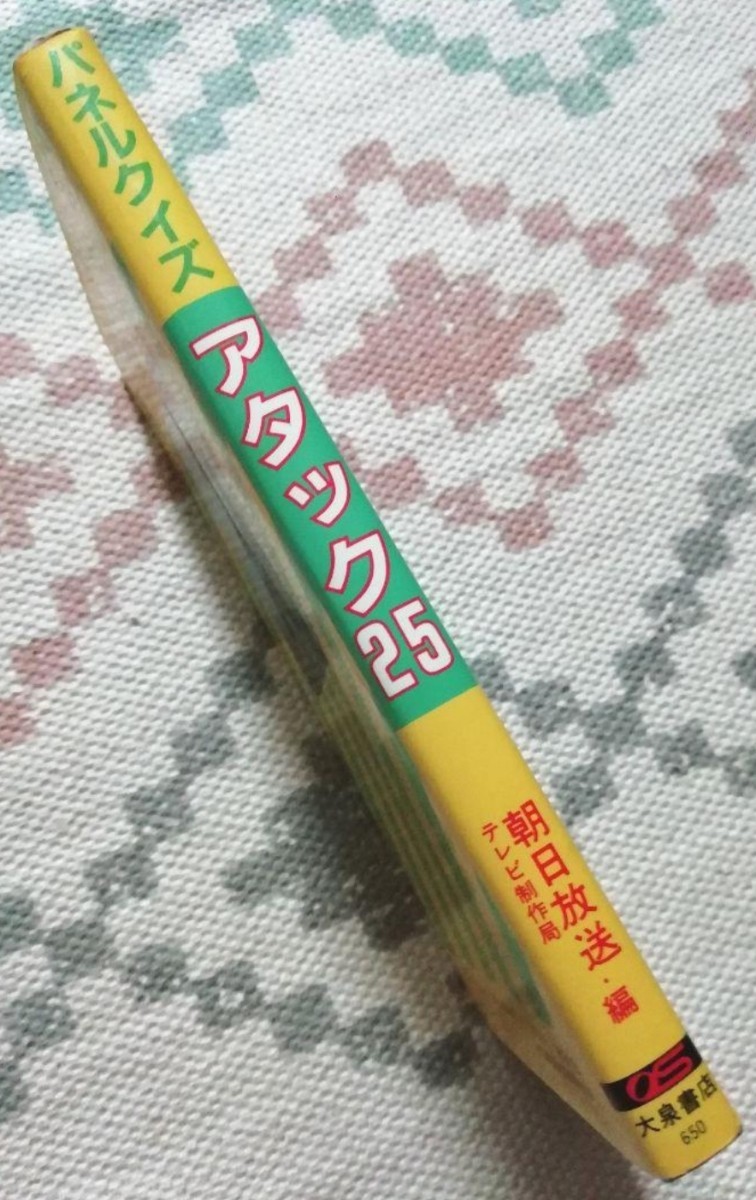 パネルクイズ
アタック25
朝日放送・編
テレビ制作局
OS
大泉書店
650